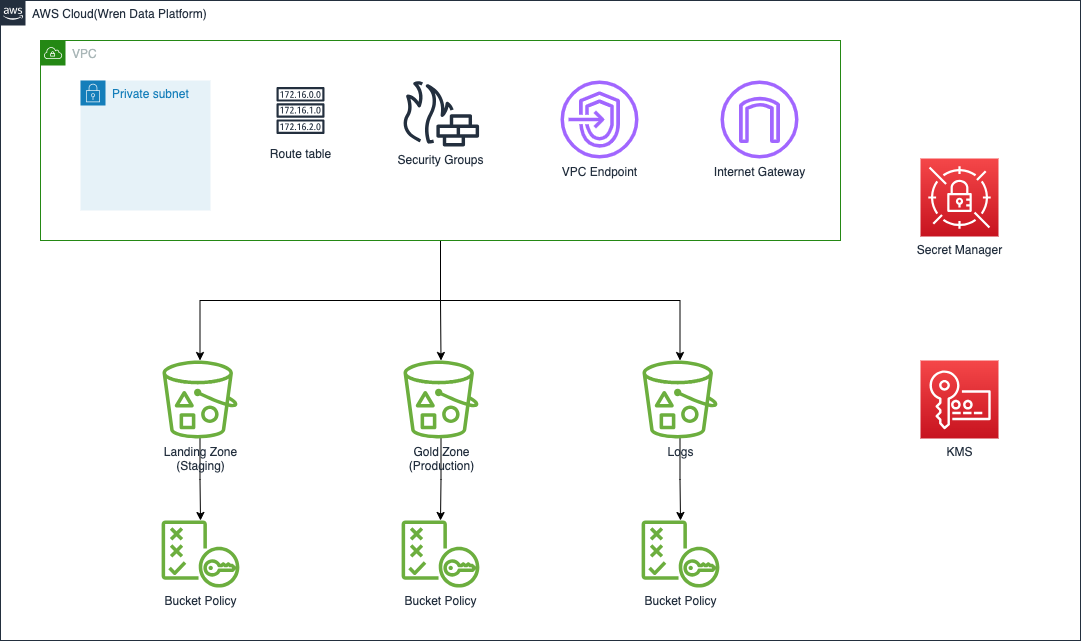 aws
AWS Cloud(Wren Data Platform)
VPC
Private subnet
172.16.0.0
172.16.1.0
172.16.2.0
Route table
Security Groups
VPC Endpoint
Internet Gateway
Secret Manager
Landing Zone
(Staging)
Gold Zone
(Production)
Logs
KMS
Bucket Policy
Bucket Policy
Bucket Policy